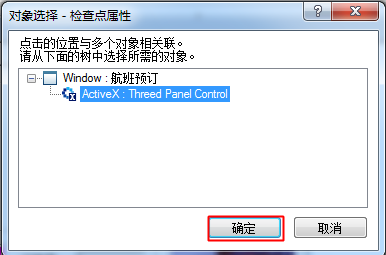 对象选择 - 检查点属性
点击的位置与多个对象相关联。
请从下面的树中选择所需的对象。
Window : 航班预订
ActiveX : Threed Panel Control
确定
取消